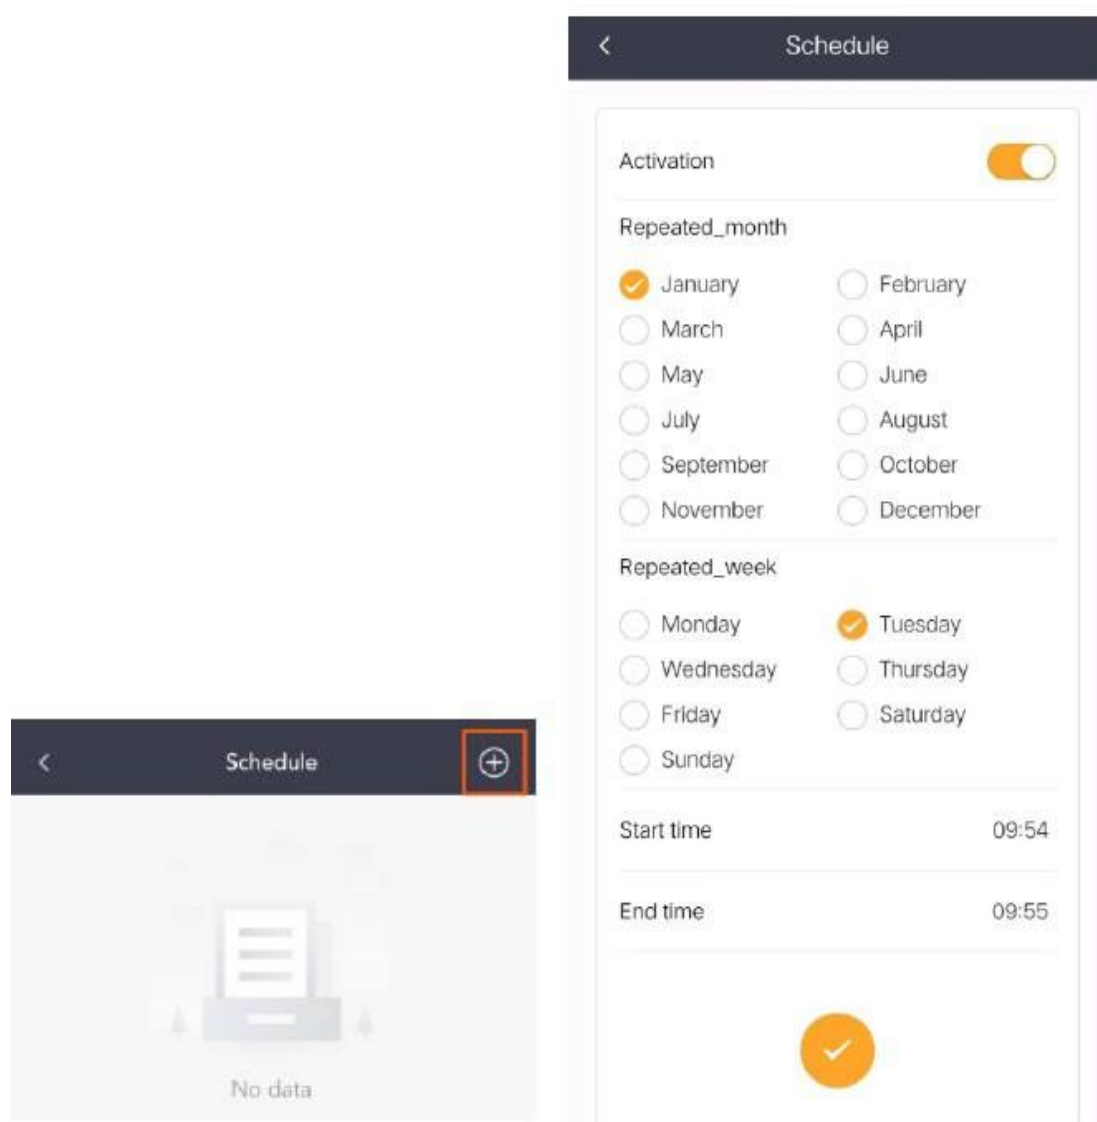 Schedule
No data
Schedule
Activation
Repeated_month
January February
March April
May June
July August
September October
November December
Repeated_week
Monday Tuesday
Wednesday Thursday
Friday Saturday
Sunday
Start time 09:54
End time 09:55